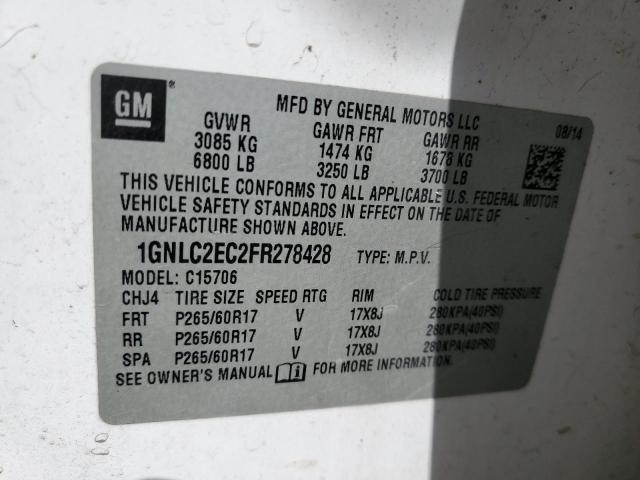 GM ®
MFD BY GENERAL MOTORS LLC
08/14
GVWR GAWR FRT GAWR RR
3085 KG 1474 KG 1678 KG
6800 LB 3250 LB 3700 LB
THIS VEHICLE CONFORMS TO ALL APPLICABLE U.S. FEDERAL MOTOR
VEHICLE SAFETY STANDARDS IN EFFECT ON THE DATE OF
MANUFACTURE SHOWN ABOVE.
1GNLC2EC2FR278428 TYPE: M.P.V.
MODEL: C15706
CHJ4 TIRE SIZE SPEED RTG RIM COLD TIRE PRESSURE
FRT P265/60R17 V 17X8J 280KPA(40PSI)
RR P265/60R17 V 17X8J 280KPA(40PSI)
SPA P265/60R17 V 17X8J 280KPA(40PSI)
SEE OWNER'S MANUAL FOR MORE INFORMATION.